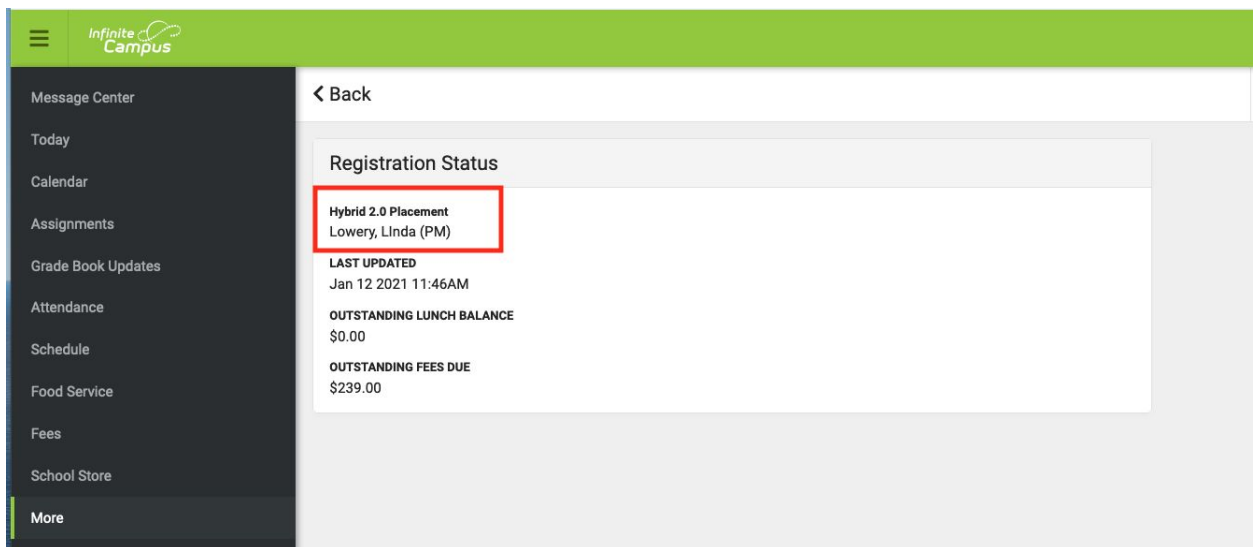 Infinite
Campus
Message Center
Today
Calendar
Assignments
Grade Book Updates
Attendance
Schedule
Food Service
Fees
School Store
More
Back
Registration Status
Hybrid 2.0 Placement
Lowery, LInda (PM)
LAST UPDATED
Jan 12 2021 11:46AM
OUTSTANDING LUNCH BALANCE
$0.00
OUTSTANDING FEES DUE
$239.00